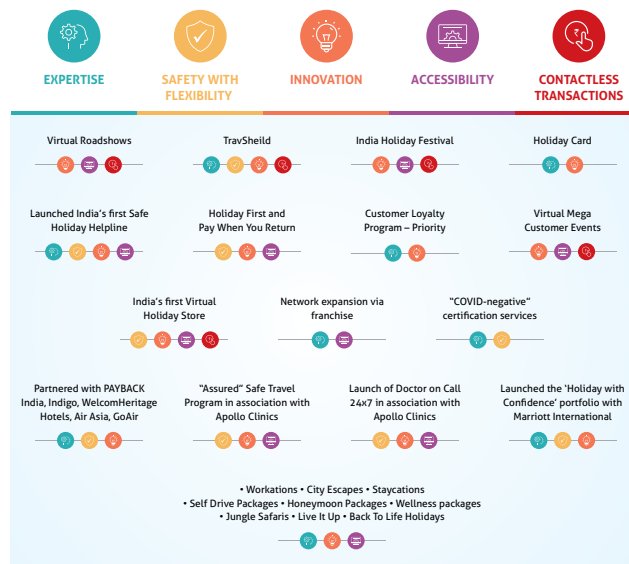 EXPERTISE
SAFETY WITH
FLEXIBILITY
INNOVATION
ACCESSIBILITY
CONTACTLESS
TRANSACTIONS
Virtual Roadshows
TravSheild
India Holiday Festival
Holiday Card
Launched India's first Safe
Holiday Helpline
Holiday First and
Pay When You Return
Customer Loyalty
Program – Priority
Virtual Mega
Customer Events
India's first Virtual
Holiday Store
Network expansion via
franchise
"COVID-negative"
certification services
Partnered with PAYBACK
India, Indigo, WelcomHeritage
Hotels, Air Asia, GoAir
"Assured" Safe Travel
Program in association with
Apollo Clinics
Launch of Doctor on Call
24x7 in association with
Apollo Clinics
Launched the 'Holiday with
Confidence' portfolio with
Marriott International
• Workations • City Escapes • Staycations
• Self Drive Packages • Honeymoon Packages • Wellness packages
• Jungle Safaris • Live It Up • Back To Life Holidays